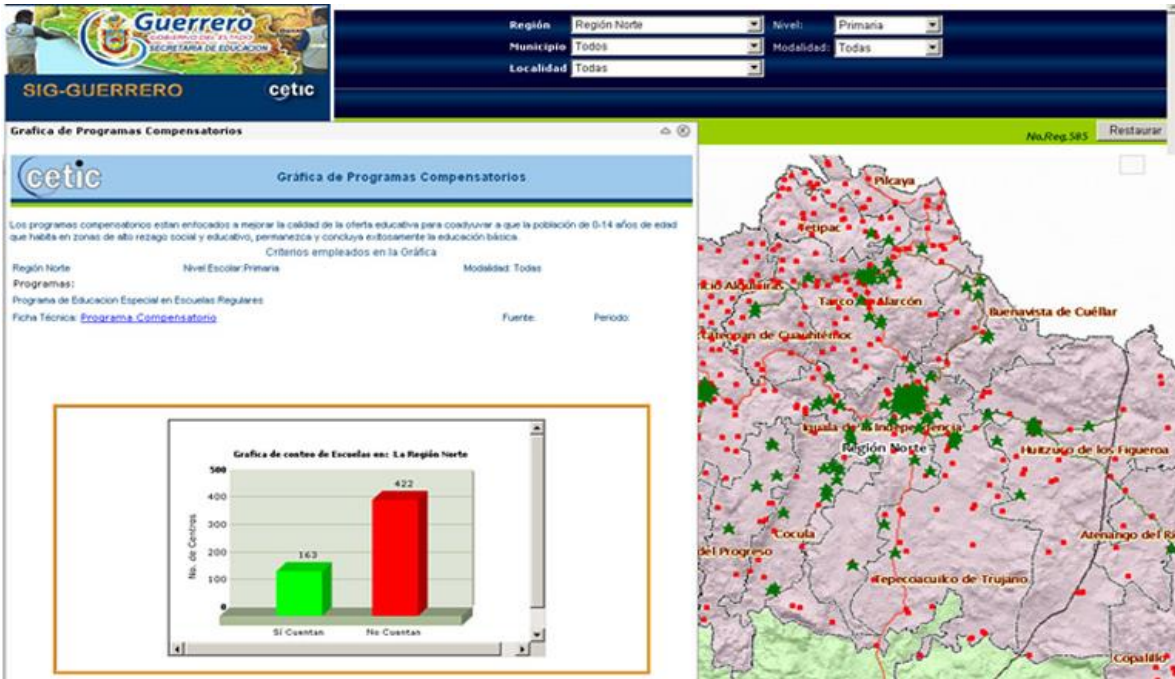 Guerrero
GOBIERNO DEL ESTADO
SECRETARIA DE EDUCACION
SIG-GUERRERO cetic
Región Región Norte Nivel: Primaria
Municipio Todos Modalidad: Todas
Localidad Todas
Grafica de Programas Compensatorios
No.Reg.585 Restaurar
cetic Gráfica de Programas Compensatorios
Los programas compensatorios estan enfocados a mejorar la calidad de la oferta educativa para coadyuvar a que la población de 0-14 años de edad
que habita en zonas de alto rezago social y educativo, permanezca y concluya exitosamente la educación básica.
Criterios empleados en la Gráfica
Región Norte Nivel Escolar:Primaria Modalidad: Todas
Programas:
Programa de Educacion Especial en Escuelas Regulares
Ficha Técnica: Programa Compensatorio Fuente: Periodo:
Grafica de conteo de Escuelas en: La Región Norte
No. de Centros
500
400
300
200
100
0
163
422
Sí Cuentan No Cuentan
Pilcaya
Tetipac
Taxco de Alarcón
Buenavista de Cuéllar
Iguala de la Independencia
Región Norte
Huitzuco de los Figueroa
Cocula
del Progreso
Atenango del Rí
Tepecoacuilco de Trujano
Copalillo